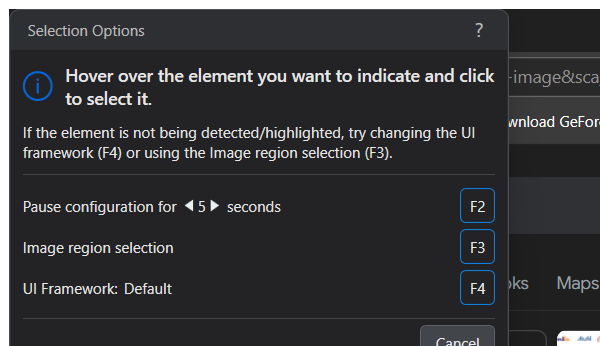 Selection Options ?
Hover over the element you want to indicate and click
to select it.
-image&sca
If the element is not being detected/highlighted, try changing the UI
framework (F4) or using the Image region selection (F3).
wnload GeFor
Pause configuration for 5 seconds F2
Image region selection F3
UI Framework: Default F4
oks Maps
Cancel